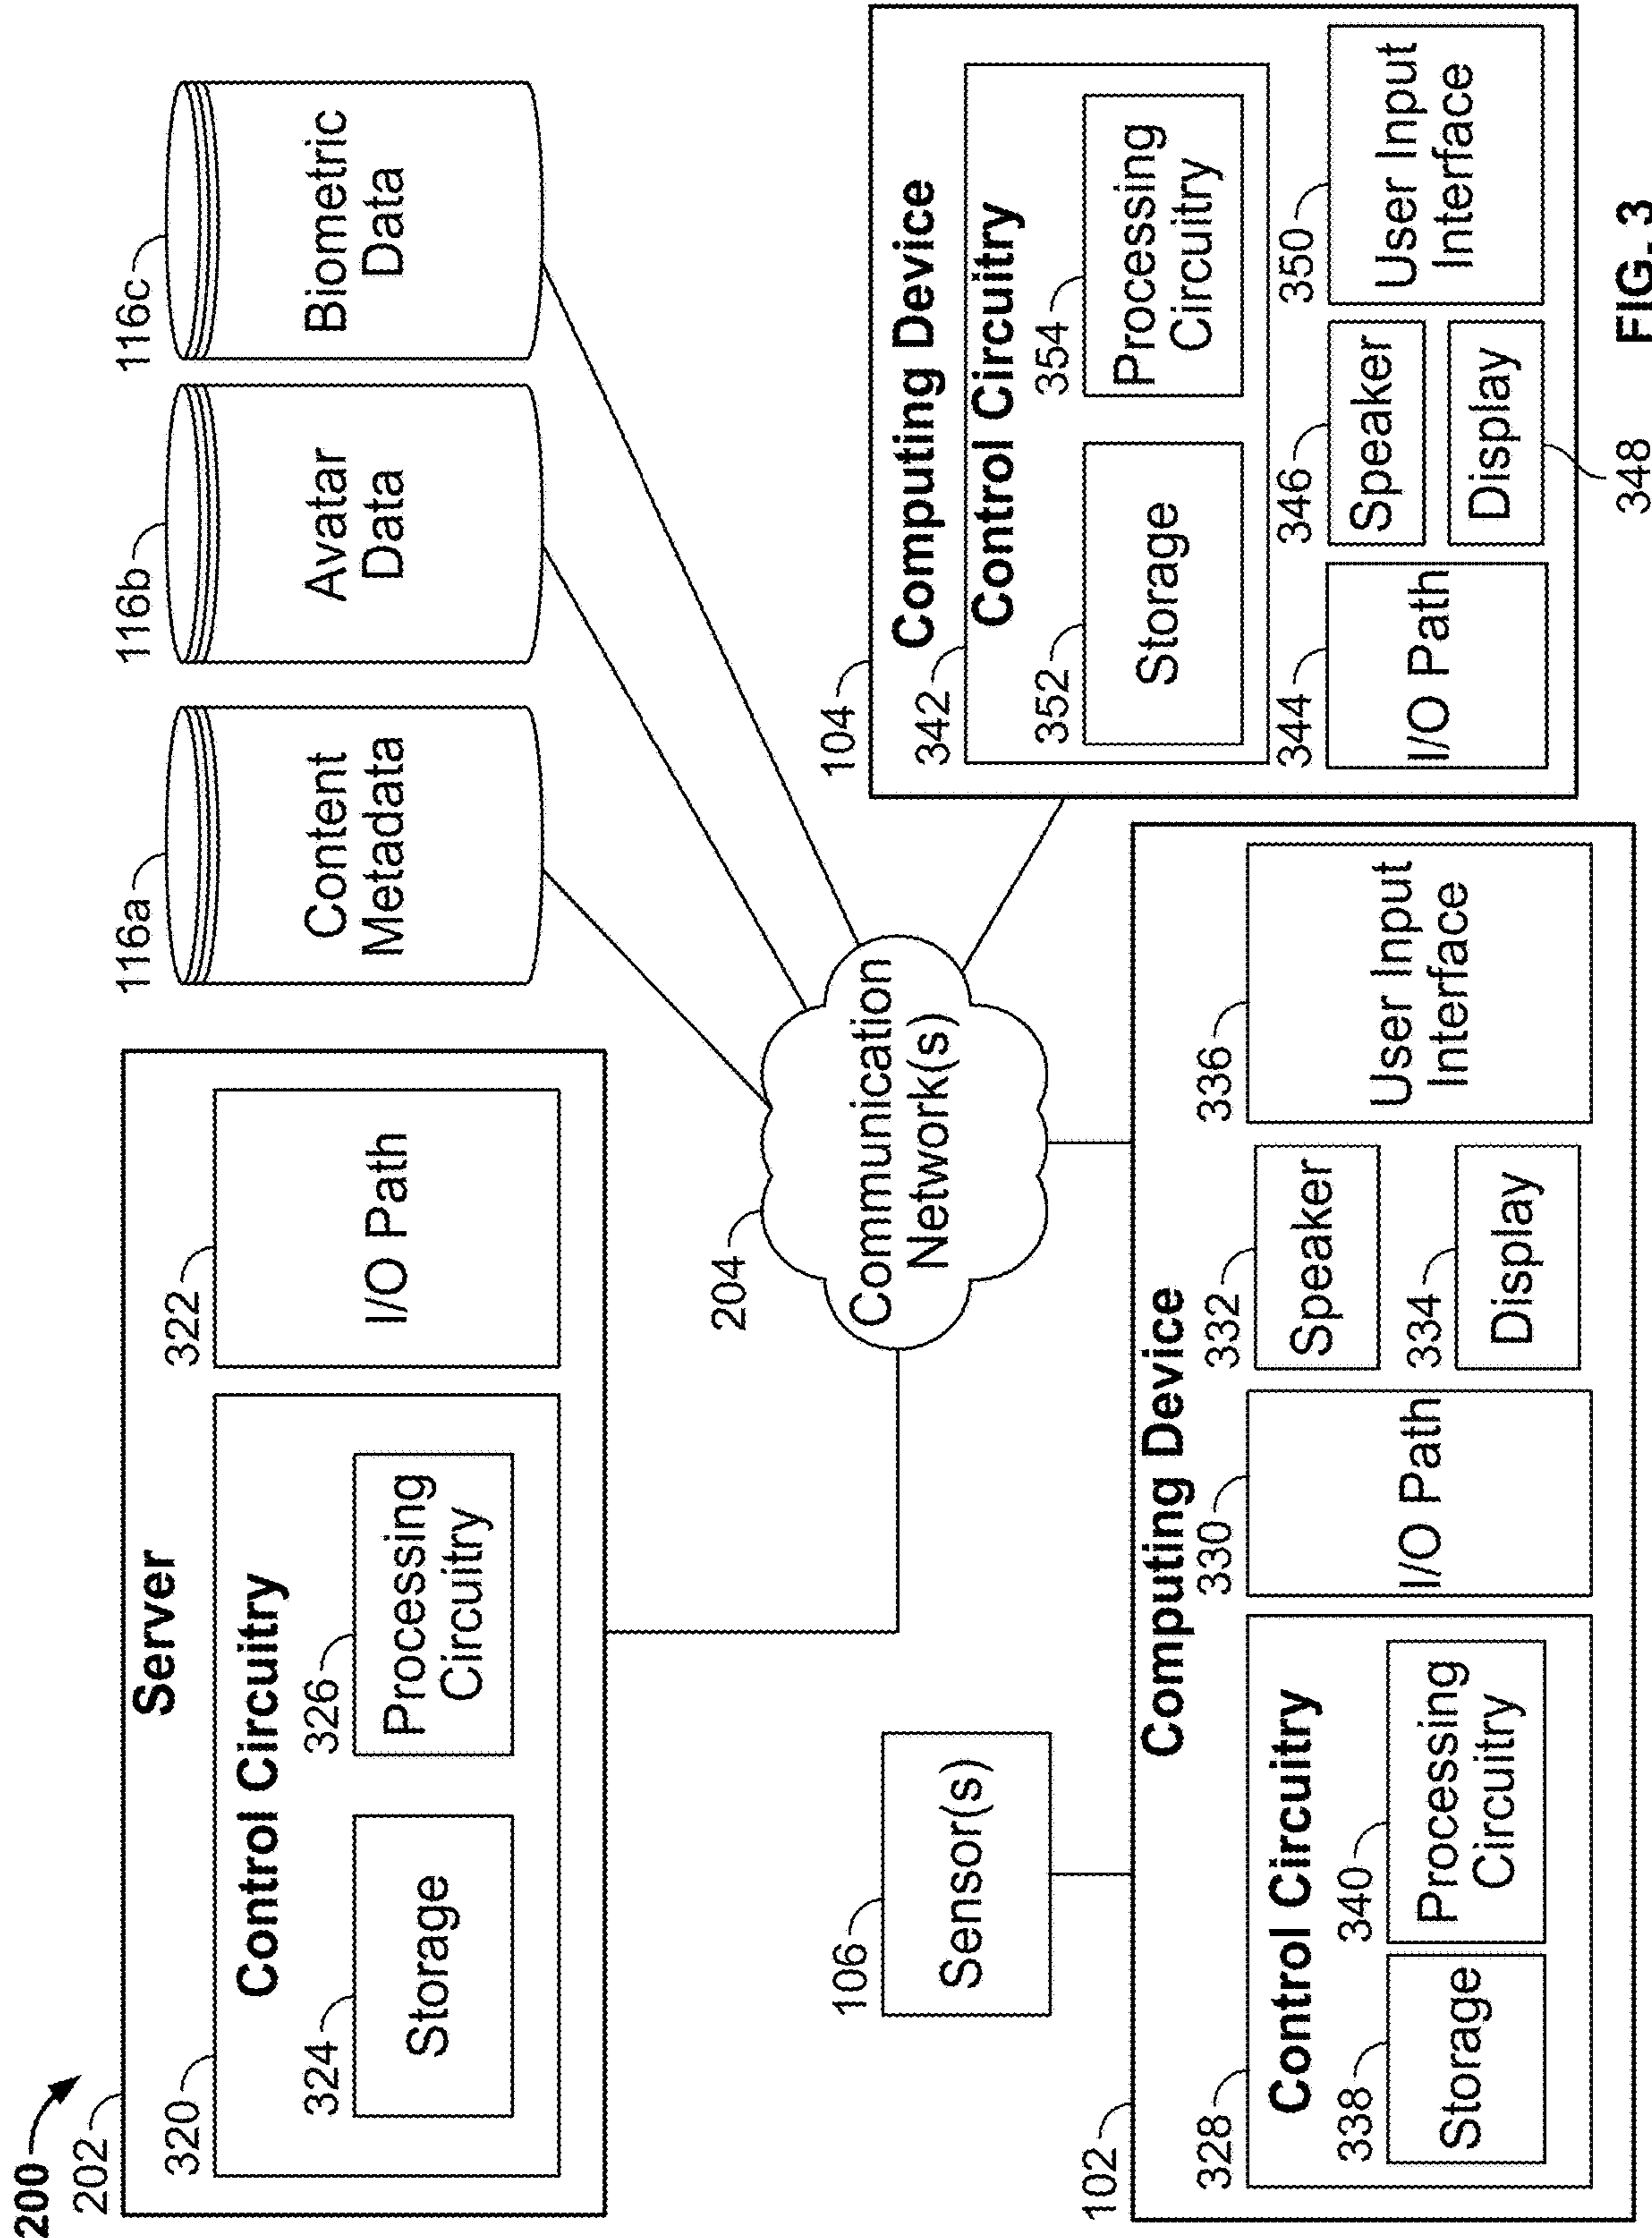 200
202
Server
320
Control Circuitry
322
I/O Path
324
Storage
326
Processing
Circuitry
116a
Content
Metadata
116b
Avatar
Data
116c
Biometric
Data
204
Communication
Network(s)
106
Sensor(s)
102
Computing Device
328
Control Circuitry
338
Storage
340
Processing
Circuitry
330
I/O Path
332
Speaker
334
Display
336
User Input
Interface
104
Computing Device
342
Control Circuitry
352
Storage
354
Processing
Circuitry
344
I/O Path
346
Speaker
Display
348
350
User Input
Interface
FIG. 3